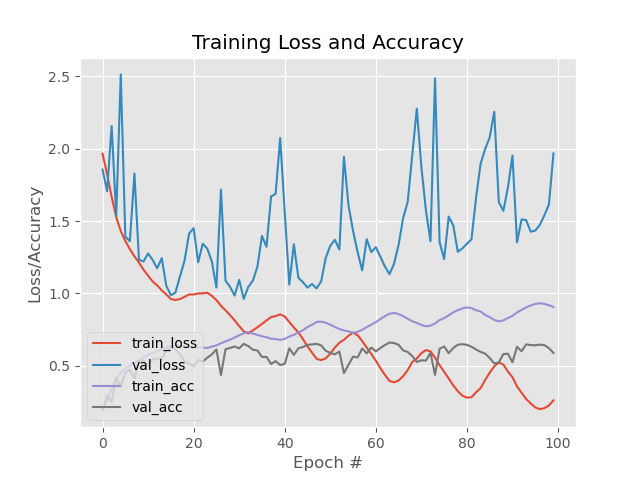 Training Loss and Accuracy
2.5
2.0
1.5
1.0
0.5
Loss/Accuracy
train_loss
val_loss
train_acc
val_acc
0
20
40
60
80
100
Epoch #